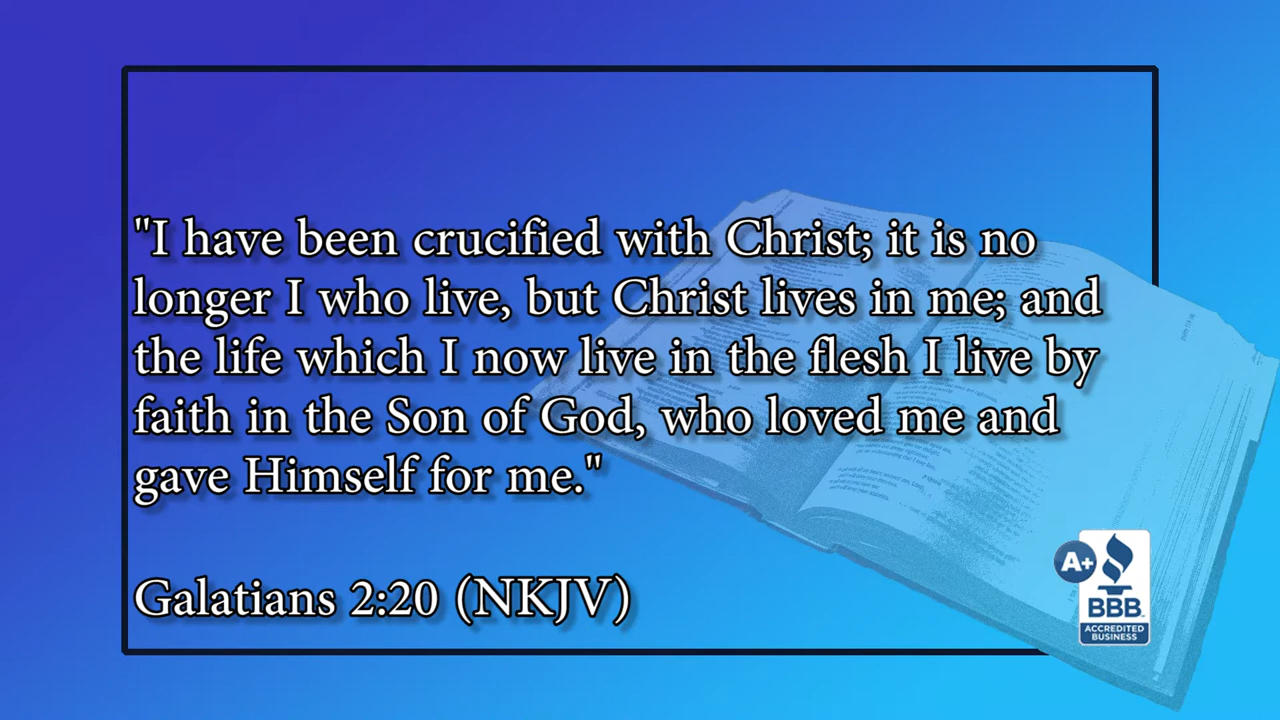 "I have been crucified with Christ; it is no
longer I who live, but Christ lives in me; and
the life which I now live in the flesh I live by
faith in the Son of God, who loved me and
gave Himself for me."
Galatians 2:20 (NKJV)
A+
BBB
ACCREDITED
BUSINESS